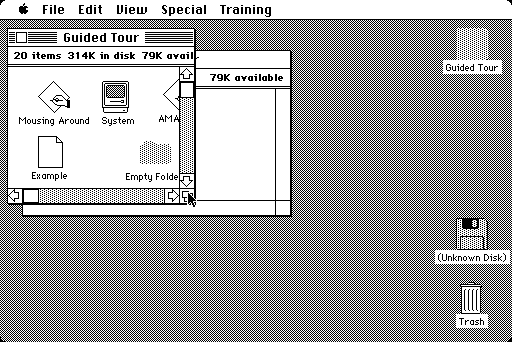 File Edit View Special Training
Guided Tour
20 items 314K in disk 79K avail
79K available
Mousing Around
System
AMA
Example
Empty Folde
Guided Tour
(Unknown Disk)
Trash